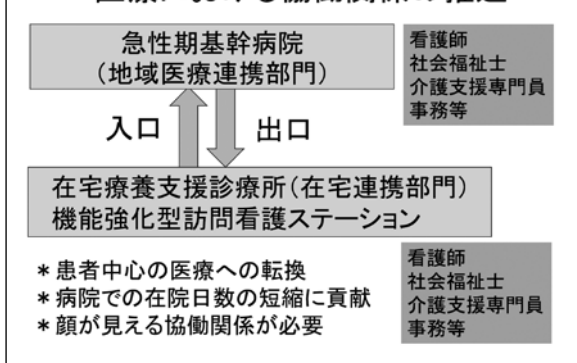 急性期基幹病院
（地域医療連携部門）
看護師
社会福祉士
介護支援専門員
事務等
入口
出口
在宅療養支援診療所（在宅連携部門）
機能強化型訪問看護ステーション
＊患者中心の医療への転換
＊病院での在院日数の短縮に貢献
＊顔が見える協働関係が必要
看護師
社会福祉士
介護支援専門員
事務等